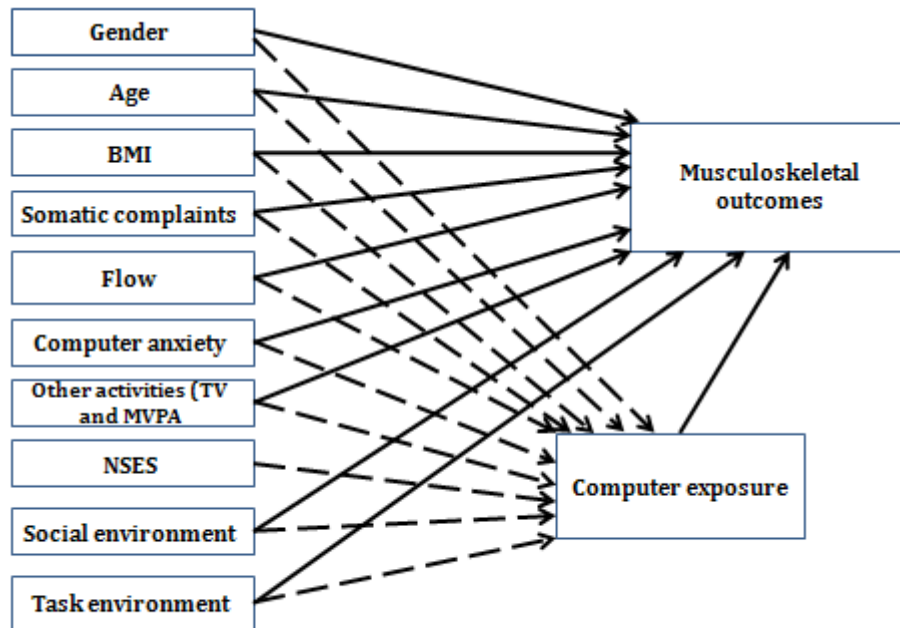 Gender
Age
BMI
Somatic complaints
Flow
Computer anxiety
Other activities (TV
and MVPA
NSES
Social environment
Task environment
Musculoskeletal
outcomes
Computer exposure